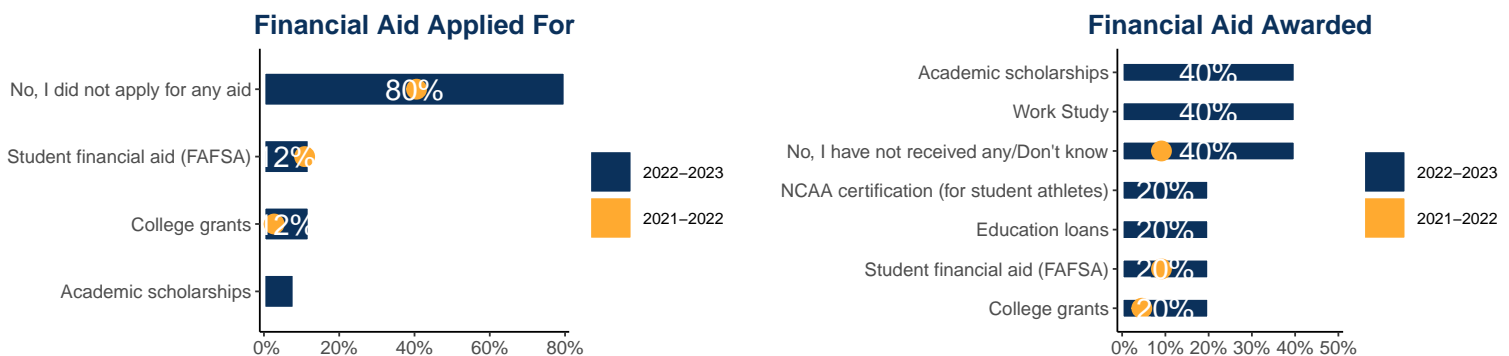 Financial Aid Applied For
No, I did not apply for any aid
80%
Student financial aid (FAFSA)
12%
College grants
12%
Academic scholarships
0% 20% 40% 60% 80%
2022–2023
2021–2022
Financial Aid Awarded
Academic scholarships
40%
Work Study
40%
No, I have not received any/Don't know
40%
NCAA certification (for student athletes)
20%
Education loans
20%
Student financial aid (FAFSA)
20%
College grants
20%
0% 10% 20% 30% 40% 50%
2022–2023
2021–2022